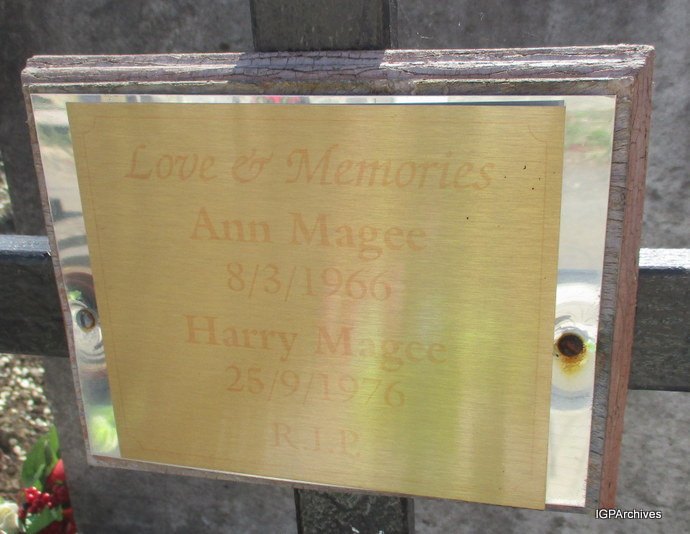 Love & Memories
Ann Magee
8/3/1966
Harry Magee
25/9/1976
R.I.P.
IGPArchives